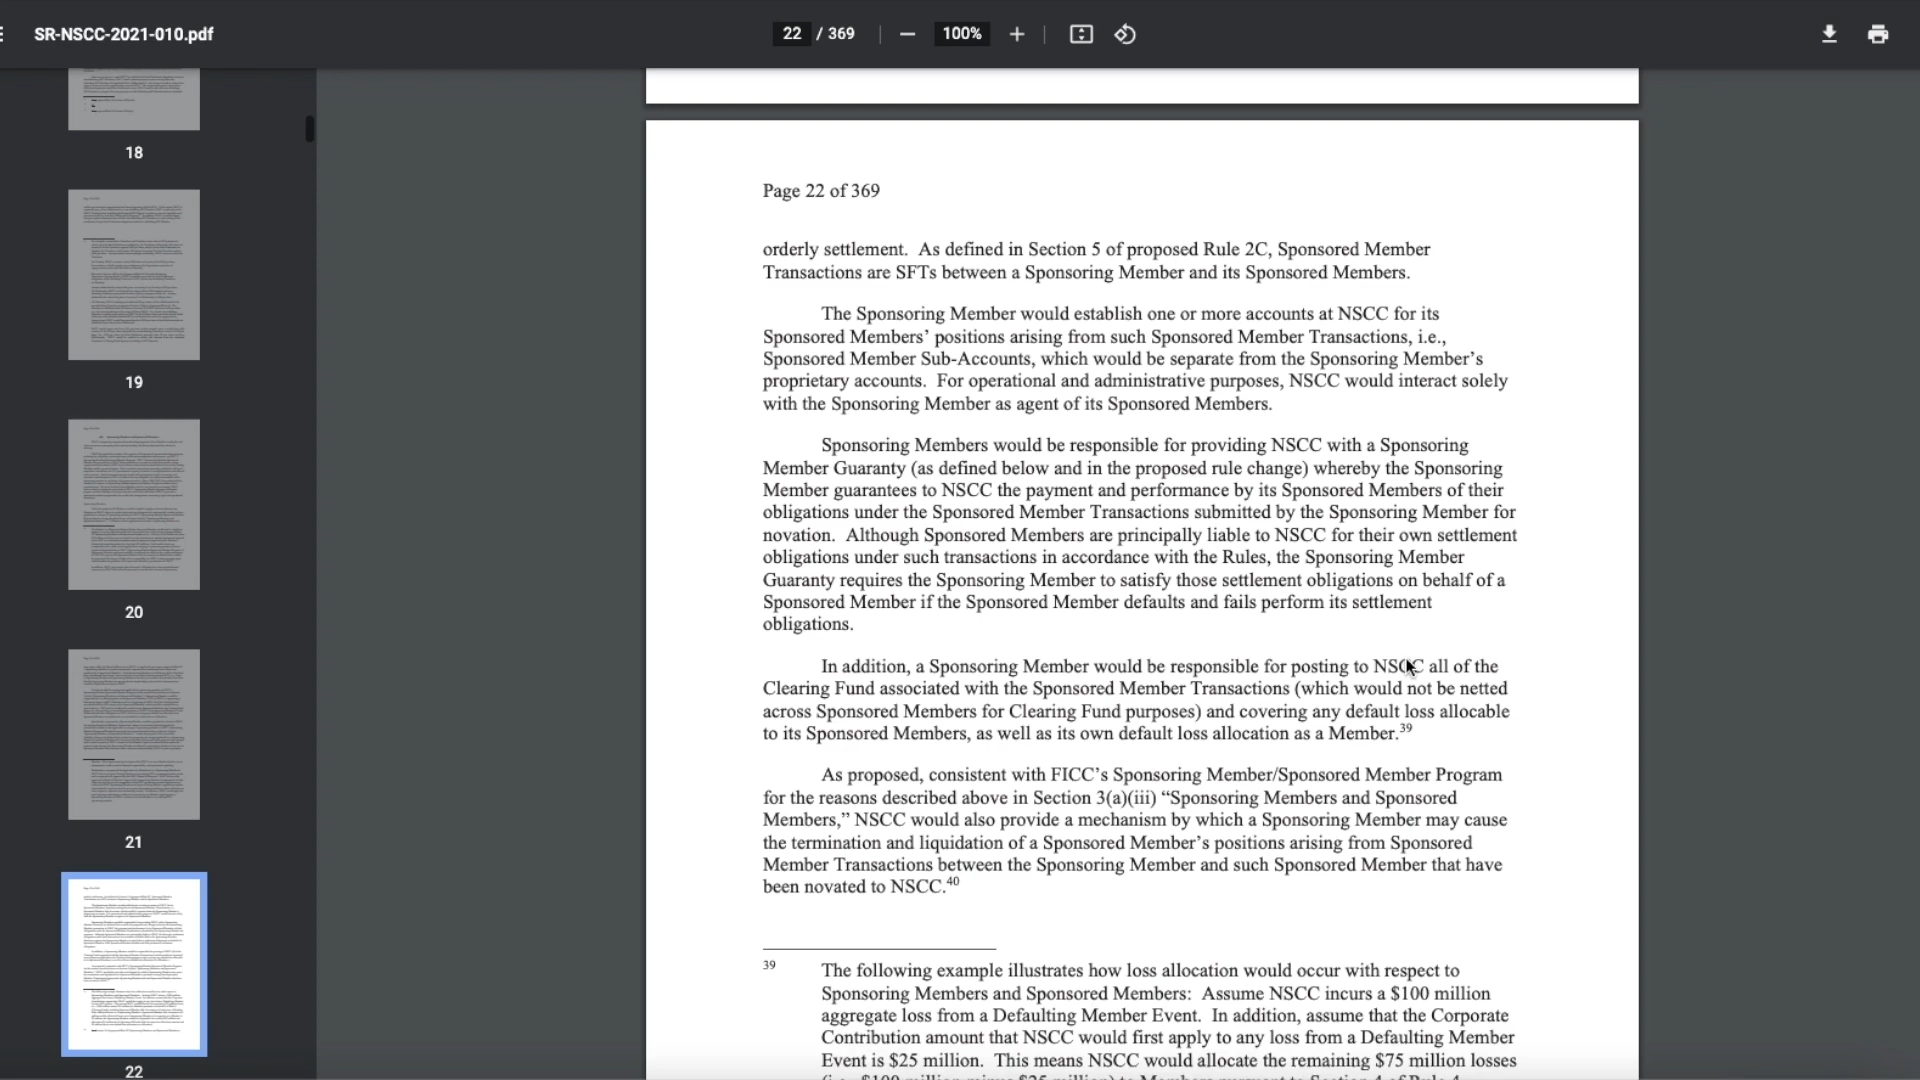 SR-NSCC-2021-010.pdf
22 / 369
100%
18
19
20
21
22
Page 22 of 369
orderly settlement. As defined in Section 5 of proposed Rule 2C, Sponsored Member
Transactions are SFTs between a Sponsoring Member and its Sponsored Members.
The Sponsoring Member would establish one or more accounts at NSCC for its
Sponsored Members’ positions arising from such Sponsored Member Transactions, i.e.,
Sponsored Member Sub-Accounts, which would be separate from the Sponsoring Member’s
proprietary accounts. For operational and administrative purposes, NSCC would interact solely
with the Sponsoring Member as agent of its Sponsored Members.
Sponsoring Members would be responsible for providing NSCC with a Sponsoring
Member Guaranty (as defined below and in the proposed rule change) whereby the Sponsoring
Member guarantees to NSCC the payment and performance by its Sponsored Members of their
obligations under the Sponsored Member Transactions submitted by the Sponsoring Member for
novation. Although Sponsored Members are principally liable to NSCC for their own settlement
obligations under such transactions in accordance with the Rules, the Sponsoring Member
Guaranty requires the Sponsoring Member to satisfy those settlement obligations on behalf of a
Sponsored Member if the Sponsored Member defaults and fails perform its settlement
obligations.
In addition, a Sponsoring Member would be responsible for posting to NSCC all of the
Clearing Fund associated with the Sponsored Member Transactions (which would not be netted
across Sponsored Members for Clearing Fund purposes) and covering any default loss allocable
to its Sponsored Members, as well as its own default loss allocation as a Member.39
As proposed, consistent with FICC’s Sponsoring Member/Sponsored Member Program
for the reasons described above in Section 3(a)(iii) “Sponsoring Members and Sponsored
Members,” NSCC would also provide a mechanism by which a Sponsoring Member may cause
the termination and liquidation of a Sponsored Member’s positions arising from Sponsored
Member Transactions between the Sponsoring Member and such Sponsored Member that have
been novated to NSCC.40
39 The following example illustrates how loss allocation would occur with respect to
Sponsoring Members and Sponsored Members: Assume NSCC incurs a $100 million
aggregate loss from a Defaulting Member Event. In addition, assume that the Corporate
Contribution amount that NSCC would first apply to any loss from a Defaulting Member
Event is $25 million. This means NSCC would allocate the remaining $75 million losses